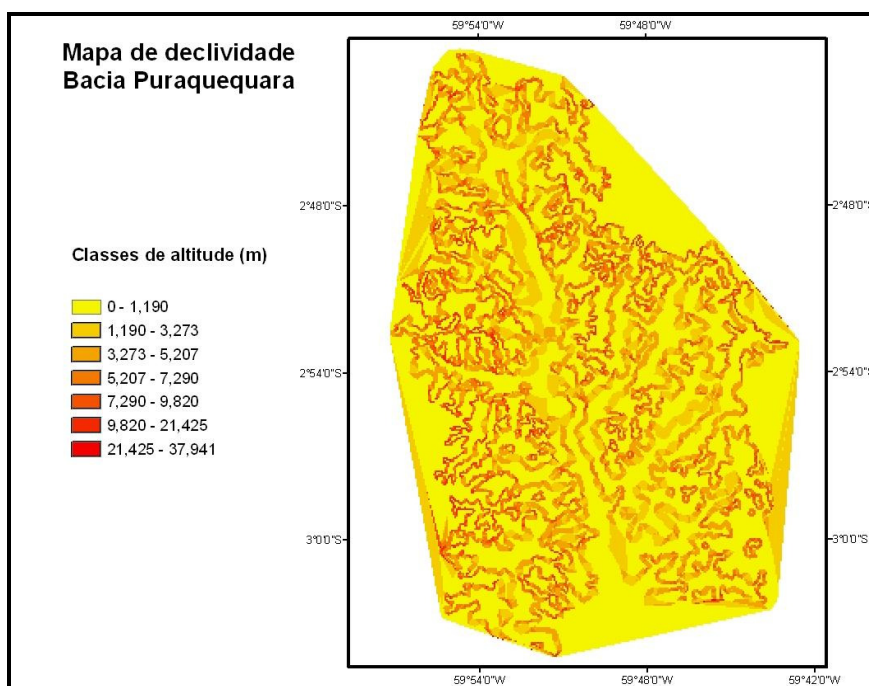 Mapa de declividade
Bacia Puraquequara
59°54'0"W
59°48'0"W
2°48'0"S
2°48'0"S
Classes de altitude (m)
0 - 1,190
1,190 - 3,273
3,273 - 5,207
5,207 - 7,290
7,290 - 9,820
9,820 - 21,425
21,425 - 37,941
2°54'0"S
2°54'0"S
3°0'0"S
3°0'0"S
59°54'0"W
59°48'0"W
59°42'0"W